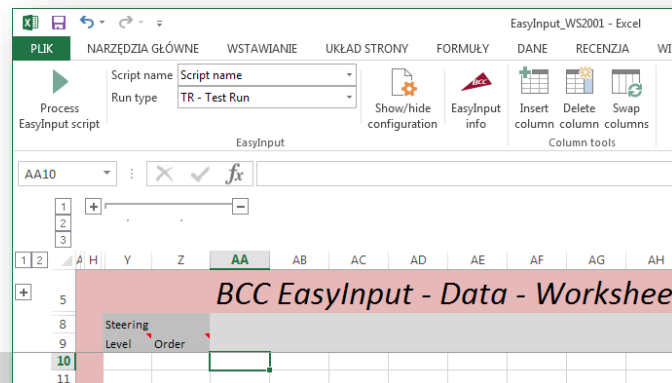 EasyInput_WS2001 - Excel
PLIK NARZĘDZIA GŁÓWNE WSTAWIANIE UKŁAD STRONY FORMUŁY DANE RECENZJA WI
Script name Script name
Run type TR - Test Run
Process
EasyInput script
Show/hide
configuration
BCC
EasyInput
info
Insert
column
Delete
column
Swap
columns
EasyInput Column tools
AA10 fx
1
2
3
1 2 A H Y Z AA AB AC AD AE AF AG AH
5 BCC EasyInput - Data - Workshee
8 Steering
9 Level Order
10
11